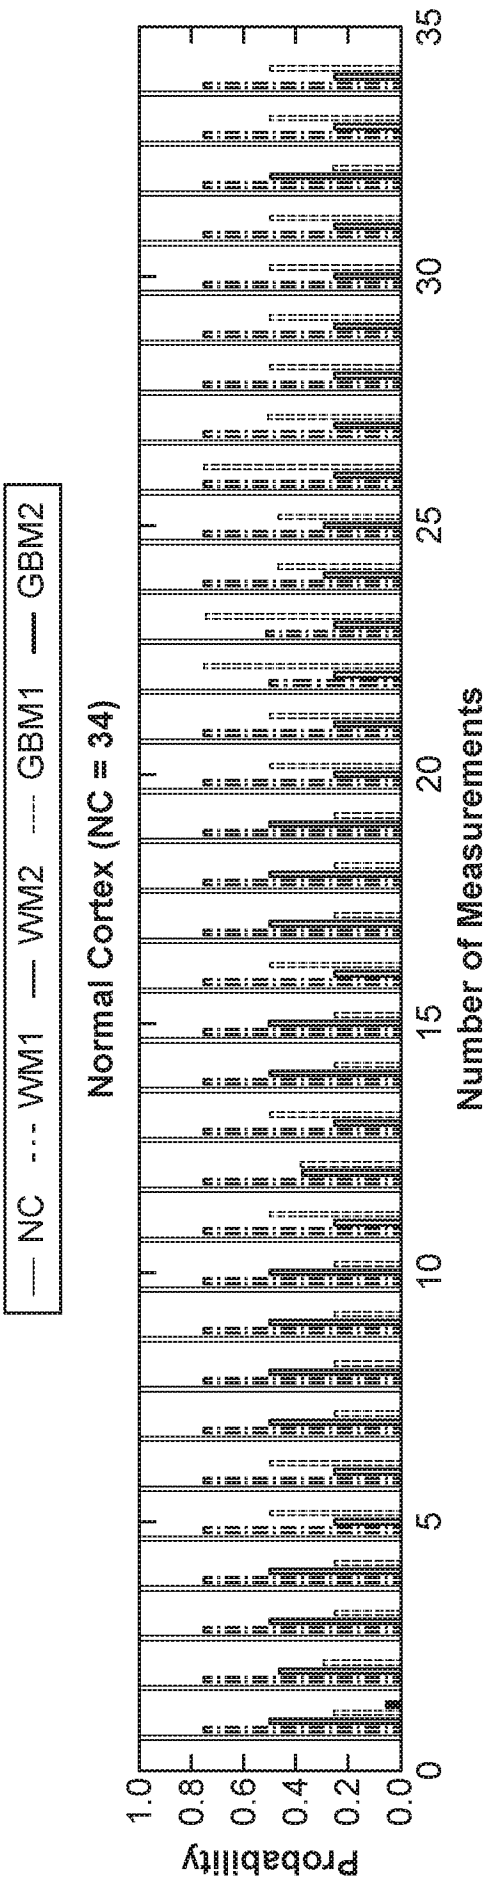 NC WM1 WM2 GBM1 GBM2
Normal Cortex (NC = 34)
Probability
1.0
0.8
0.6
0.4
0.2
0.0
0 5 10 15 20 25 30 35
Number of Measurements